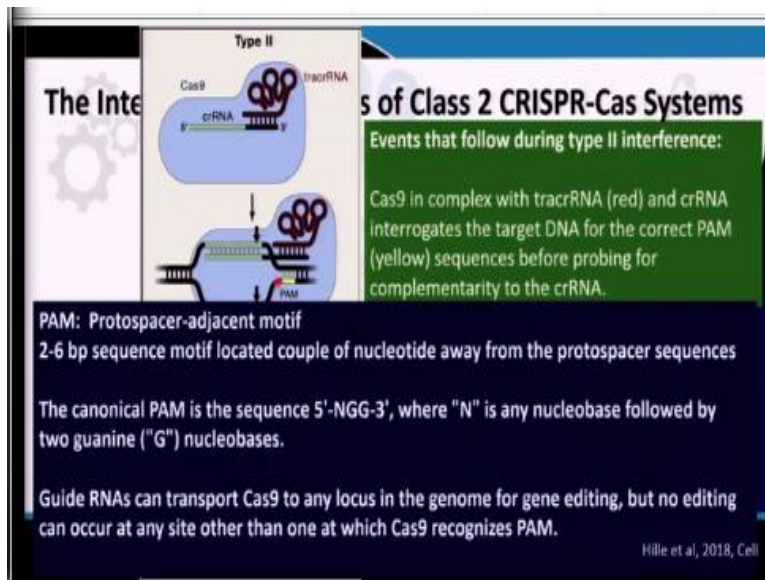 Type II
Cas9
tracrRNA
crRNA
5'
3'
The Inte
s of Class 2 CRISPR-Cas Systems
Events that follow during type II interference:
Cas9 in complex with tracrRNA (red) and crRNA
interrogates the target DNA for the correct PAM
(yellow) sequences before probing for
complementarity to the crRNA.
PAM
PAM: Protospacer-adjacent motif
2-6 bp sequence motif located couple of nucleotide away from the protospacer sequences
The canonical PAM is the sequence 5'-NGG-3', where "N" is any nucleobase followed by
two guanine ("G") nucleobases.
Guide RNAs can transport Cas9 to any locus in the genome for gene editing, but no editing
can occur at any site other than one at which Cas9 recognizes PAM.
Hille et al, 2018, Cell